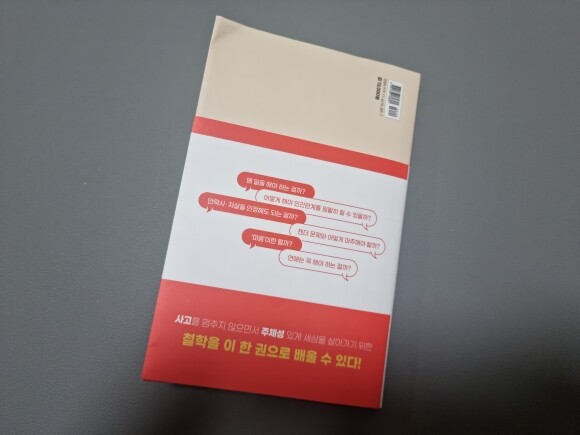 왜 일을 해야 하는 걸까?
어떻게 해야 인간관계를 원활히 할 수 있을까?
안락사·자살을 인정해도 되는 걸까?
젠더 문제와 어떻게 마주해야 할까?
'마음'이란 뭘까?
연애는 꼭 해야 하는 걸까?
사고를 멈추지 않으면서 주체성 있게 세상을 살아가기 위한
철학을 이 한 권으로 배울 수 있다!